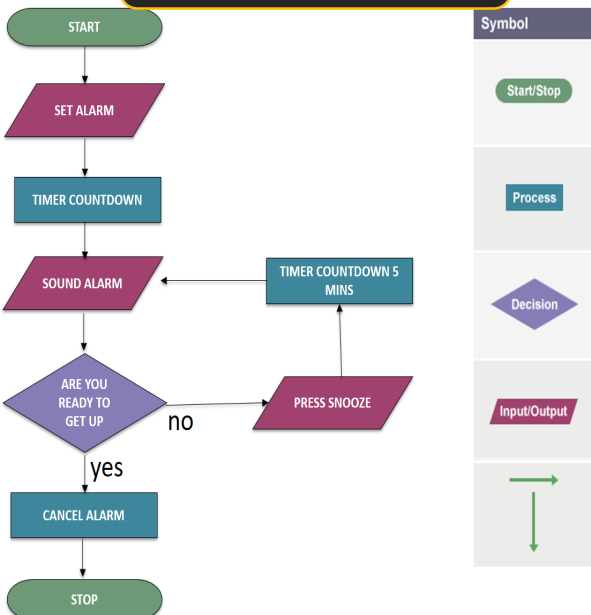 START
SET ALARM
TIMER COUNTDOWN
SOUND ALARM
TIMER COUNTDOWN 5
MINS
ARE YOU
READY TO
GET UP
no
PRESS SNOOZE
yes
CANCEL ALARM
STOP
Symbol
Start/Stop
Process
Decision
Input/Output